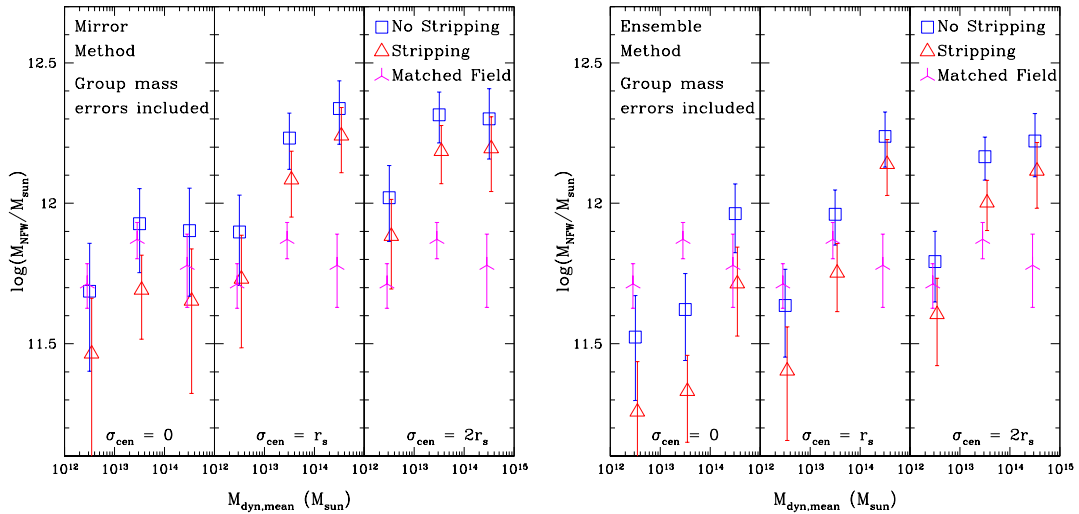 Mirror
Method
Group mass
errors included
No Stripping
Stripping
Matched Field
12.5
12
11.5
log(M_NFW/M_sun)
σ_cen = 0
σ_cen = r_s
σ_cen = 2r_s
10^12
10^13
10^14
10^12
10^13
10^14
10^12
10^13
10^14
10^15
M_dyn,mean (M_sun)
Ensemble
Method
Group mass
errors included
No Stripping
Stripping
Matched Field
12.5
12
11.5
log(M_NFW/M_sun)
σ_cen = 0
σ_cen = r_s
σ_cen = 2r_s
10^12
10^13
10^14
10^12
10^13
10^14
10^12
10^13
10^14
10^15
M_dyn,mean (M_sun)